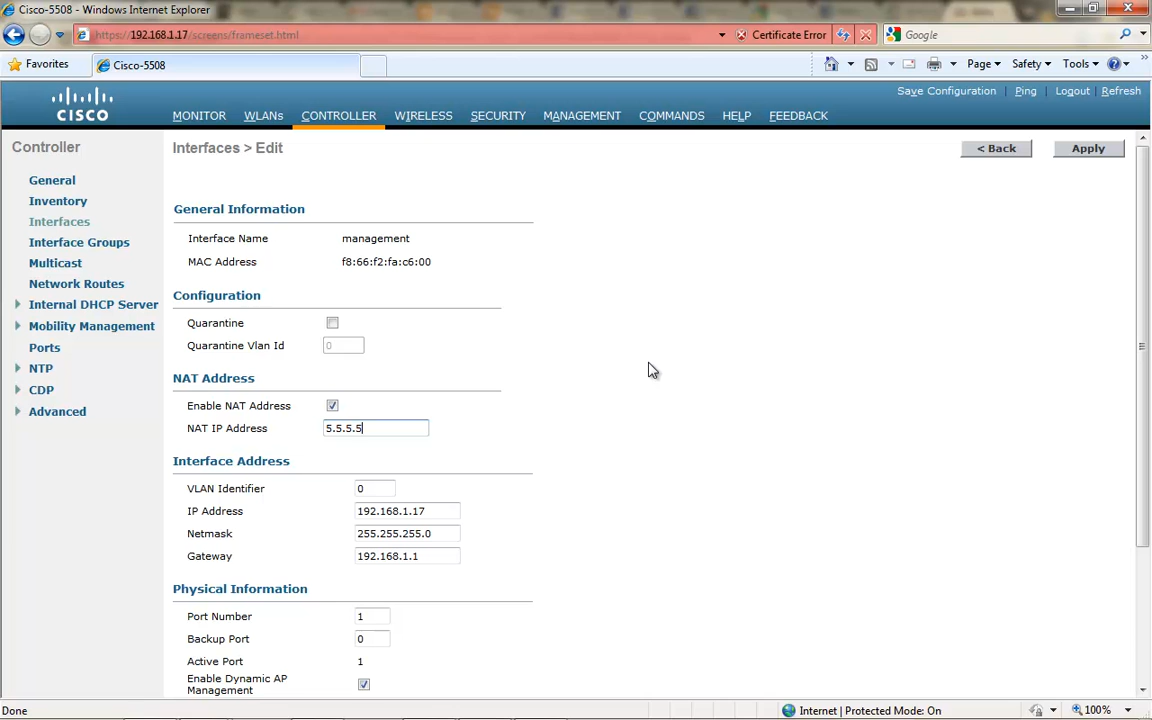 Cisco-5508 - Windows Internet Explorer
https://192.168.1.17/screens/frameset.html
Certificate Error
Google
Favorites
Cisco-5508
Page
Safety
Tools
Save Configuration
Ping
Logout
Refresh
CISCO
MONITOR
WLANs
CONTROLLER
WIRELESS
SECURITY
MANAGEMENT
COMMANDS
HELP
FEEDBACK
Controller
General
Inventory
Interfaces
Interface Groups
Multicast
Network Routes
Internal DHCP Server
Mobility Management
Ports
NTP
CDP
Advanced
Interfaces > Edit
< Back
Apply
General Information
Interface Name management
MAC Address f8:66:f2:fa:c6:00
Configuration
Quarantine
Quarantine Vlan Id 0
NAT Address
Enable NAT Address
NAT IP Address 5.5.5.5
Interface Address
VLAN Identifier 0
IP Address 192.168.1.17
Netmask 255.255.255.0
Gateway 192.168.1.1
Physical Information
Port Number 1
Backup Port 0
Active Port 1
Enable Dynamic AP
Management
Done
Internet | Protected Mode: On
100%